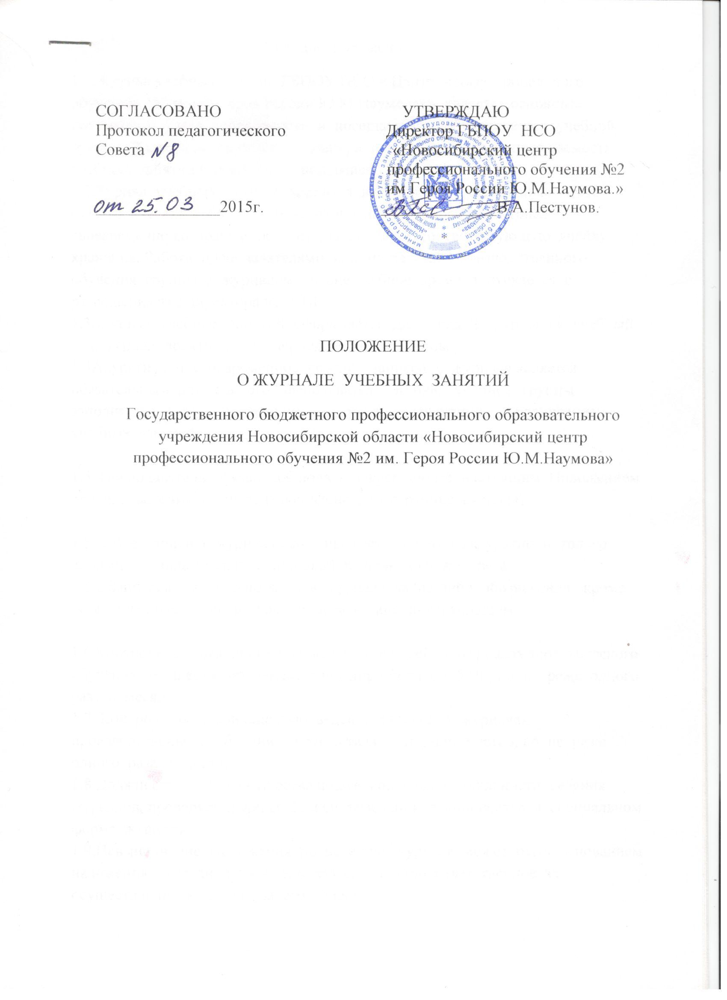 СОГЛАСОВАНО
Протокол педагогического
Совета №8
от 25.03 2015г.
УТВЕРЖДАЮ
Директор ГБПОУ НСО
«Новосибирский центр
профессионального обучения №2
им.Героя России Ю.М.Наумова.»
В.А.Пестунов.
ПОЛОЖЕНИЕ
О ЖУРНАЛЕ УЧЕБНЫХ ЗАНЯТИЙ
Государственного бюджетного профессионального образовательного
учреждения Новосибирской области «Новосибирский центр
профессионального обучения №2 им. Героя России Ю.М.Наумова»